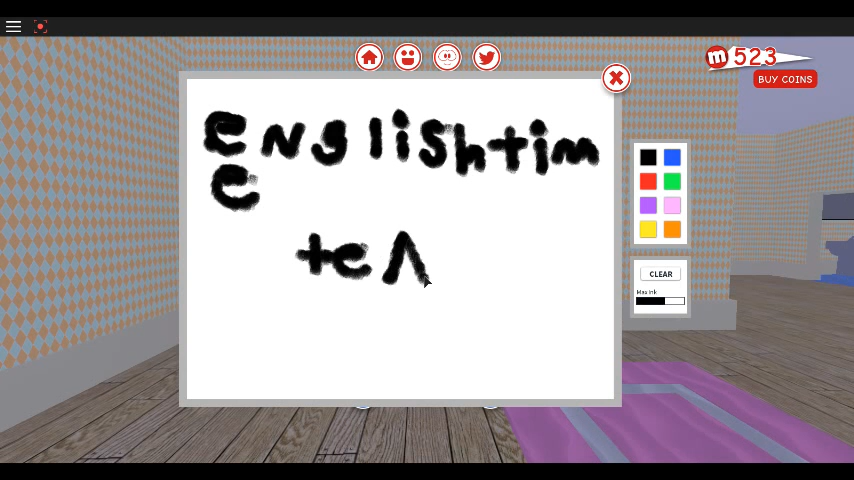 m 523
BUY COINS
englishtim
e
te
CLEAR
Max Ink